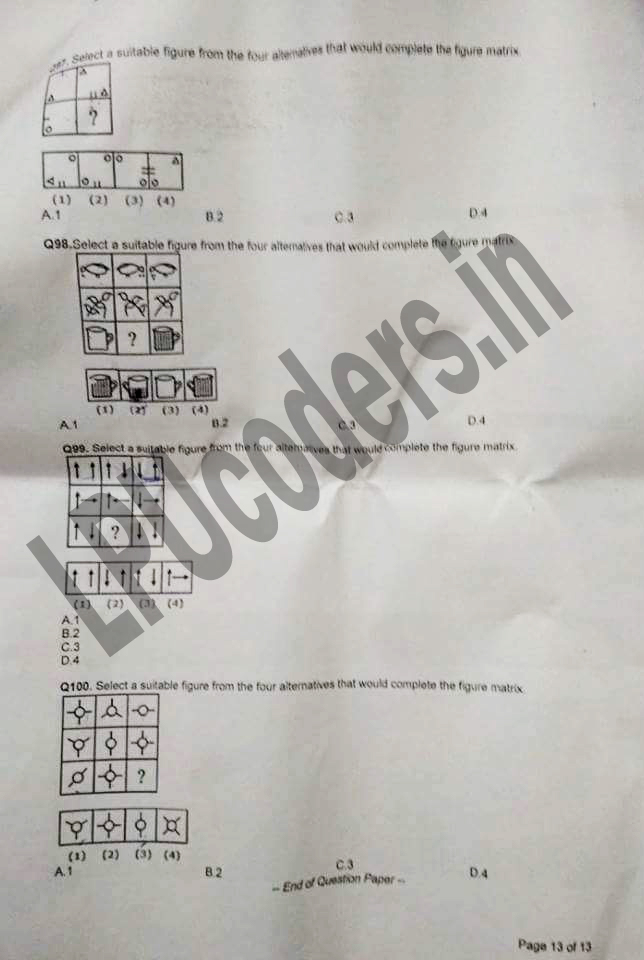 Select a suitable figure from the four alternatives that would complete the figure matrix.
?
(1) (2) (3) (4)
A.1 B.2 C.3 D.4
Q98.Select a suitable figure from the four alternatives that would complete the figure matrix.
?
(1) (2) (3) (4)
A.1 B.2 C.3 D.4
Q99. Select a suitable figure from the four alternatives that would complete the figure matrix.
?
(1) (2) (3) (4)
A.1
B.2
C.3
D.4
Q100. Select a suitable figure from the four alternatives that would complete the figure matrix.
?
(1) (2) (3) (4)
A.1 B.2 C.3 D.4
-- End of Question Paper --
Page 13 of 13
LPUcoders.in